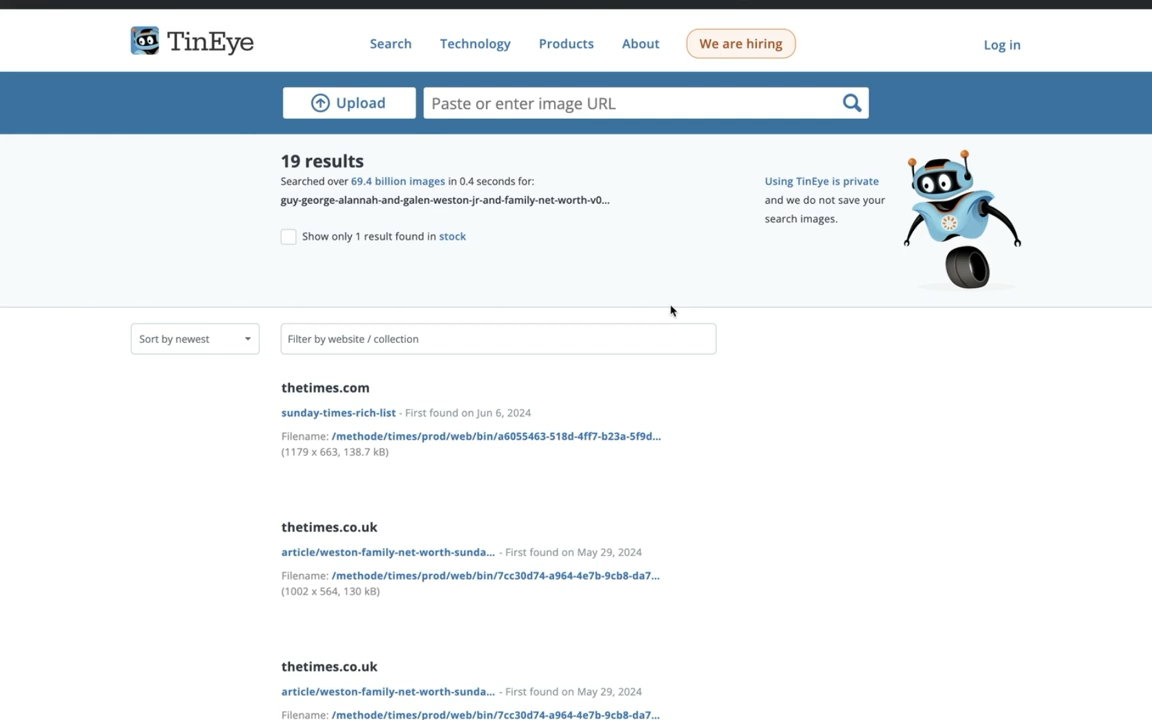 TinEye
Search Technology Products About We are hiring Log in
Upload Paste or enter image URL
19 results
Searched over 69.4 billion images in 0.4 seconds for:
guy-george-alannah-and-galen-weston-jr-and-family-net-worth-v0...
Show only 1 result found in stock
Using TinEye is private
and we do not save your
search images.
Sort by newest Filter by website / collection
thetimes.com
sunday-times-rich-list - First found on Jun 6, 2024
Filename: /methode/times/prod/web/bin/a6055463-518d-4ff7-b23a-5f9d...
(1179 x 663, 138.7 kB)
thetimes.co.uk
article/weston-family-net-worth-sunda... - First found on May 29, 2024
Filename: /methode/times/prod/web/bin/7cc30d74-a964-4e7b-9cb8-da7...
(1002 x 564, 130 kB)
thetimes.co.uk
article/weston-family-net-worth-sunda... - First found on May 29, 2024
Filename: /methode/times/prod/web/bin/7cc30d74-a964-4e7b-9cb8-da7...